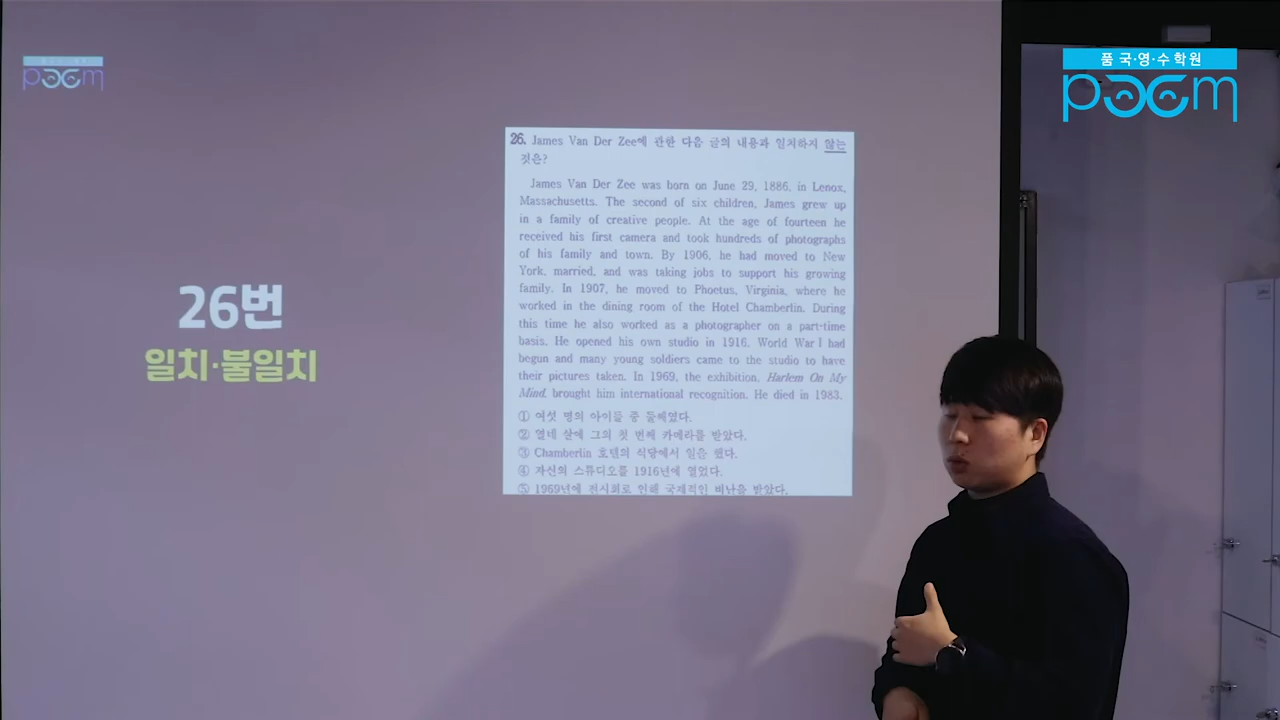 품 국·영·수 학원
pocm
26번
일치·불일치
26. James Van Der Zee에 관한 다음 글의 내용과 일치하지 않는
것은?
James Van Der Zee was born on June 29, 1886, in Lenox,
Massachusetts. The second of six children, James grew up
in a family of creative people. At the age of fourteen he
received his first camera and took hundreds of photographs
of his family and town. By 1906, he had moved to New
York, married, and was taking jobs to support his growing
family. In 1907, he moved to Phoetus, Virginia, where he
worked in the dining room of the Hotel Chamberlin. During
this time he also worked as a photographer on a part-time
basis. He opened his own studio in 1916. World War I had
begun and many young soldiers came to the studio to have
their pictures taken. In 1969, the exhibition, Harlem On My
Mind, brought him international recognition. He died in 1983.
① 여섯 명의 아이들 중 둘째였다.
② 열네 살에 그의 첫 번째 카메라를 받았다.
③ Chamberlin 호텔의 식당에서 일을 했다.
④ 자신의 스튜디오를 1916년에 열었다.
⑤ 1969년에 전시회로 인해 국제적인 비난을 받았다.